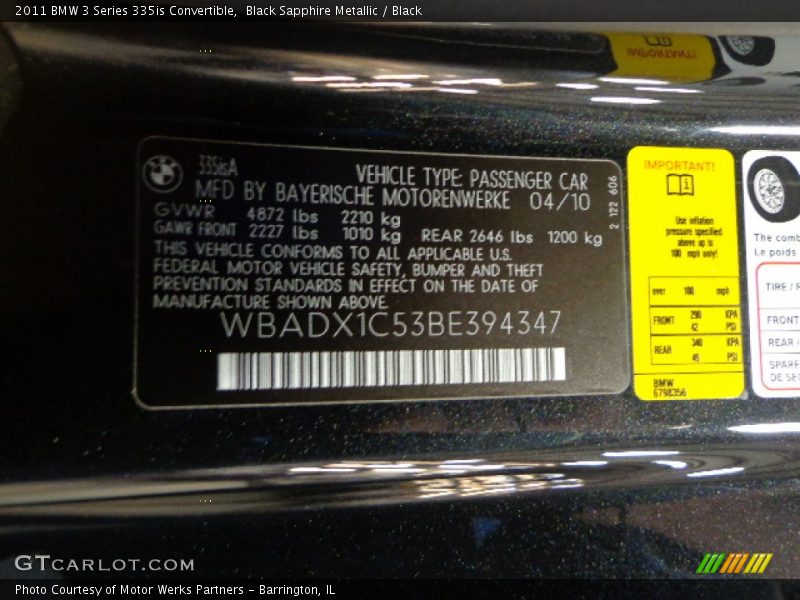 2011 BMW 3 Series 335is Convertible, Black Sapphire Metallic / Black
335isA
VEHICLE TYPE: PASSENGER CAR
MFD BY BAYERISCHE MOTORENWERKE 04/10
GVWR 4872 lbs 2210 kg
GAWR FRONT 2227 lbs 1010 kg REAR 2646 lbs 1200 kg
THIS VEHICLE CONFORMS TO ALL APPLICABLE U.S.
FEDERAL MOTOR VEHICLE SAFETY, BUMPER AND THEFT
PREVENTION STANDARDS IN EFFECT ON THE DATE OF
MANUFACTURE SHOWN ABOVE.
WBADX1C53BE394347
2 122 606
IMPORTANT!
Use inflation
pressure specified
above up to
100 mph only!
over 100 mph
FRONT 290 KPA
42 PSI
REAR 340 KPA
PSI
BMW
6798356
The comb
Le poids
TIRE / P
FRONT
REAR /
SPARE
DE SEC
GTcarlot.com
Photo Courtesy of Motor Werks Partners - Barrington, IL